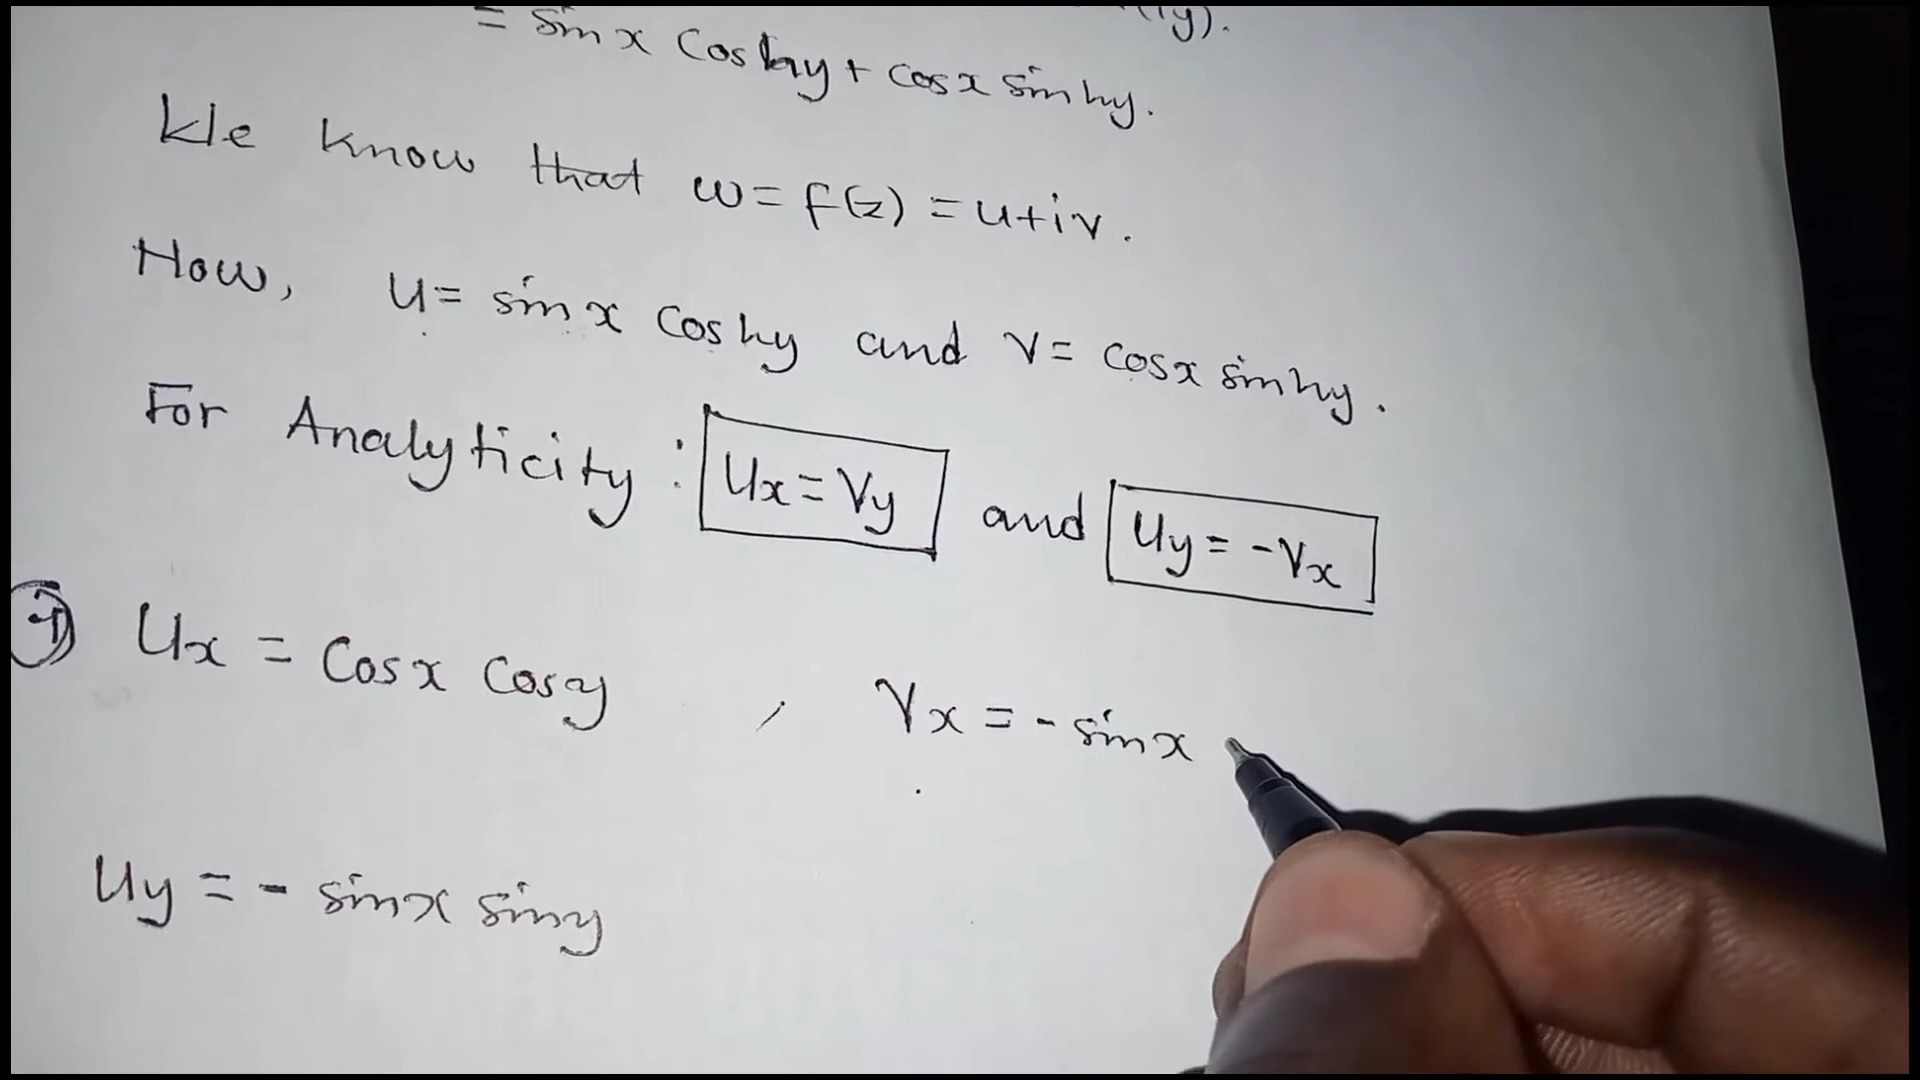 = sin x Cos hy + cos x sin hy.
(iy).
We know that w = f(z) = u+iv.
Now, u = sin x Cos hy and v = cos x sin hy.
For Analyticity : Ux = Vy and Uy = -Vx
Ux = Cos x Cos y , Vx = - sin x
Uy = - sin x sin y